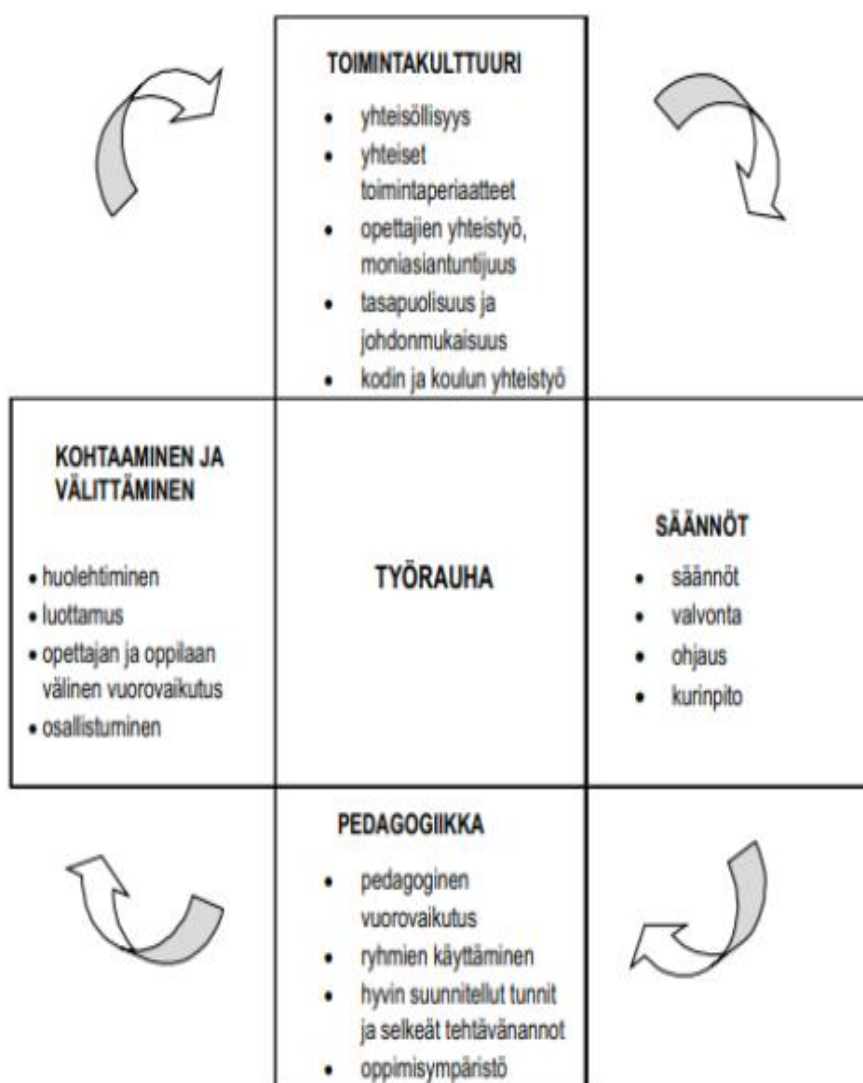 TOIMINTAKULTTUURI
• yhteisöllisyys
• yhteiset
toimintaperiaatteet
• opettajien yhteistyö,
moniasiantuntijuus
• tasapuolisuus ja
johdonmukaisuus
• kodin ja koulun yhteistyö
KOHTAAMINEN JA
VÄLITTÄMINEN
• huolehtiminen
• luottamus
• opettajan ja oppilaan
välinen vuorovaikutus
• osallistuminen
TYÖRAUHA
SÄÄNNÖT
• säännöt
• valvonta
• ohjaus
• kurinpito
PEDAGOGIIKKA
• pedagoginen
vuorovaikutus
• ryhmien käyttäminen
• hyvin suunnitellut tunnit
ja selkeät tehtävänannot
• oppimisympäristö